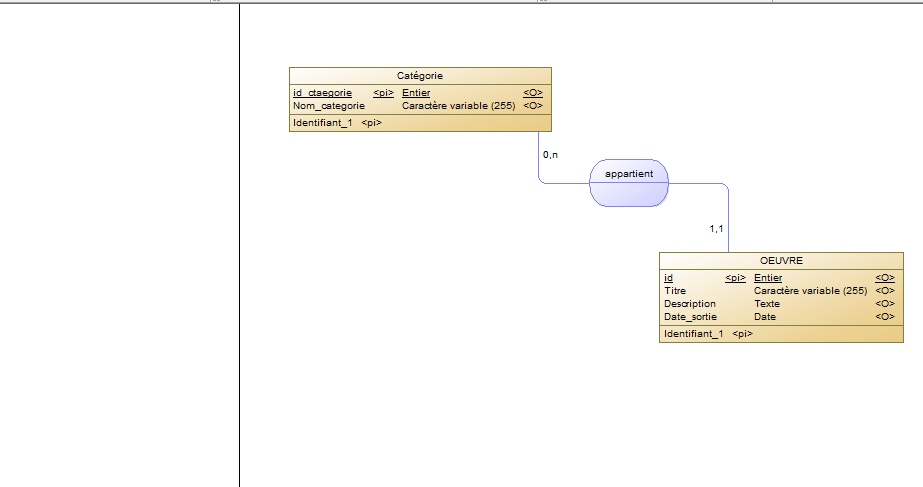 Catégorie
id_ctaegorie <pi> Entier <O>
Nom_categorie Caractère variable (255) <O>
Identifiant_1 <pi>
0,n
appartient
1,1
OEUVRE
id <pi> Entier <O>
Titre Caractère variable (255) <O>
Description Texte <O>
Date_sortie Date <O>
Identifiant_1 <pi>